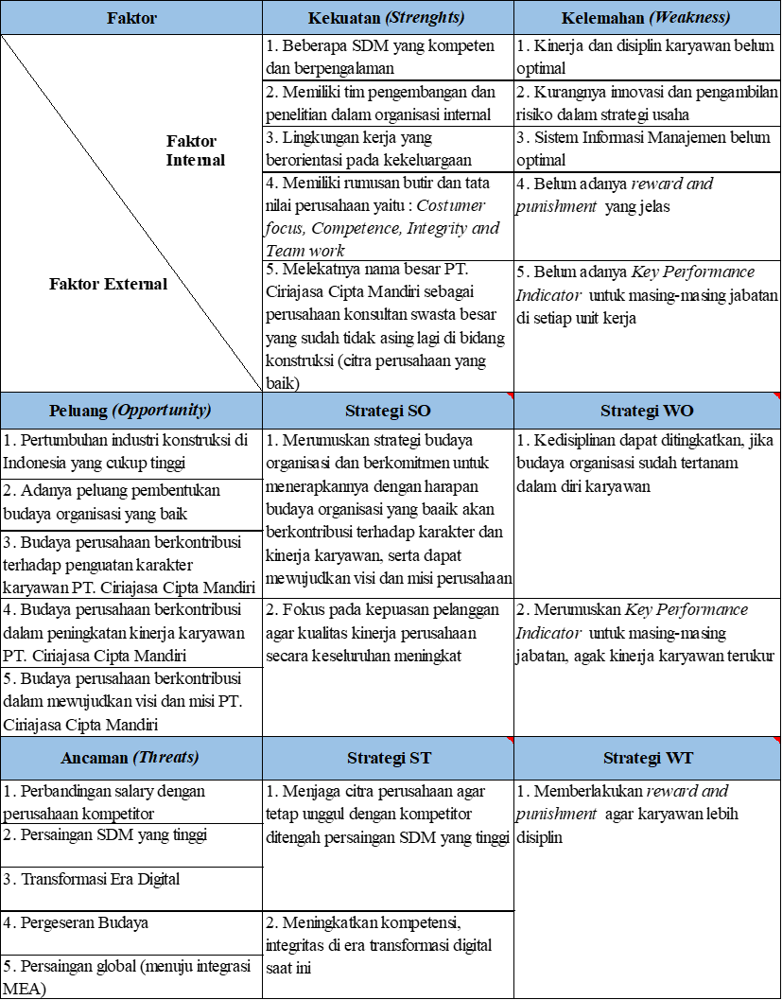 Faktor
Kekuatan (Strenghts)
Kelemahan (Weakness)
Faktor
Internal
Faktor External
1. Beberapa SDM yang kompeten
dan berpengalaman
1. Kinerja dan disiplin karyawan belum
optimal
2. Memiliki tim pengembangan dan
penelitian dalam organisasi internal
2. Kurangnya innovasi dan pengambilan
risiko dalam strategi usaha
3. Lingkungan kerja yang
berorientasi pada kekeluargaan
3. Sistem Informasi Manajemen belum
optimal
4. Memiliki rumusan butir dan tata
nilai perusahaan yaitu : Costumer
focus, Competence, Integrity and
Team work
4. Belum adanya reward and
punishment yang jelas
5. Melekatnya nama besar PT.
Ciriajasa Cipta Mandiri sebagai
perusahaan konsultan swasta besar
yang sudah tidak asing lagi di bidang
konstruksi (citra perusahaan yang
baik)
5. Belum adanya Key Performance
Indicator untuk masing-masing jabatan
di setiap unit kerja
Peluang (Opportunity)
Strategi SO
Strategi WO
1. Pertumbuhan industri konstruksi di
Indonesia yang cukup tinggi
2. Adanya peluang pembentukan
budaya organisasi yang baik
3. Budaya perusahaan berkontribusi
terhadap penguatan karakter
karyawan PT. Ciriajasa Cipta Mandiri
1. Merumuskan strategi budaya
organisasi dan berkomitmen untuk
menerapkannya dengan harapan
budaya organisasi yang baaik akan
berkontribusi terhadap karakter dan
kinerja karyawan, serta dapat
mewujudkan visi dan misi perusahaan
1. Kedisiplinan dapat ditingkatkan, jika
budaya organisasi sudah tertanam
dalam diri karyawan
4. Budaya perusahaan berkontribusi
dalam peningkatan kinerja karyawan
PT. Ciriajasa Cipta Mandiri
5. Budaya perusahaan berkontribusi
dalam mewujudkan visi dan misi PT.
Ciriajasa Cipta Mandiri
2. Fokus pada kepuasan pelanggan
agar kualitas kinerja perusahaan
secara keseluruhan meningkat
2. Merumuskan Key Performance
Indicator untuk masing-masing
jabatan, agak kinerja karyawan terukur
Ancaman (Threats)
Strategi ST
Strategi WT
1. Perbandingan salary dengan
perusahaan kompetitor
2. Persaingan SDM yang tinggi
3. Transformasi Era Digital
1. Menjaga citra perusahaan agar
tetap unggul dengan kompetitor
ditengah persaingan SDM yang tinggi
1. Memberlakukan reward and
punishment agar karyawan lebih
disiplin
4. Pergeseran Budaya
5. Persaingan global (menuju integrasi
MEA)
2. Meningkatkan kompetensi,
integritas di era transformasi digital
saat ini